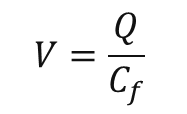 V = Q / C_f